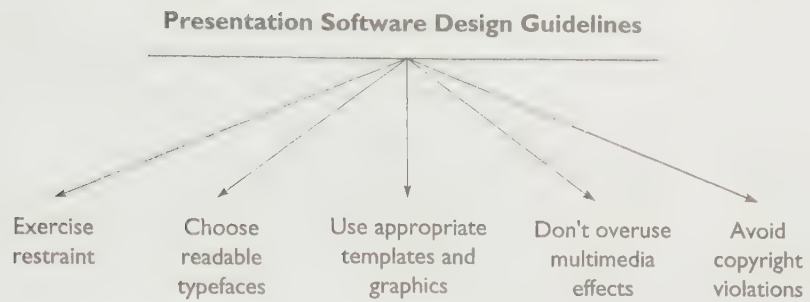 Presentation Software Design Guidelines
Exercise
restraint
Choose
readable
typefaces
Use appropriate
templates and
graphics
Don't overuse
multimedia
effects
Avoid
copyright
violations